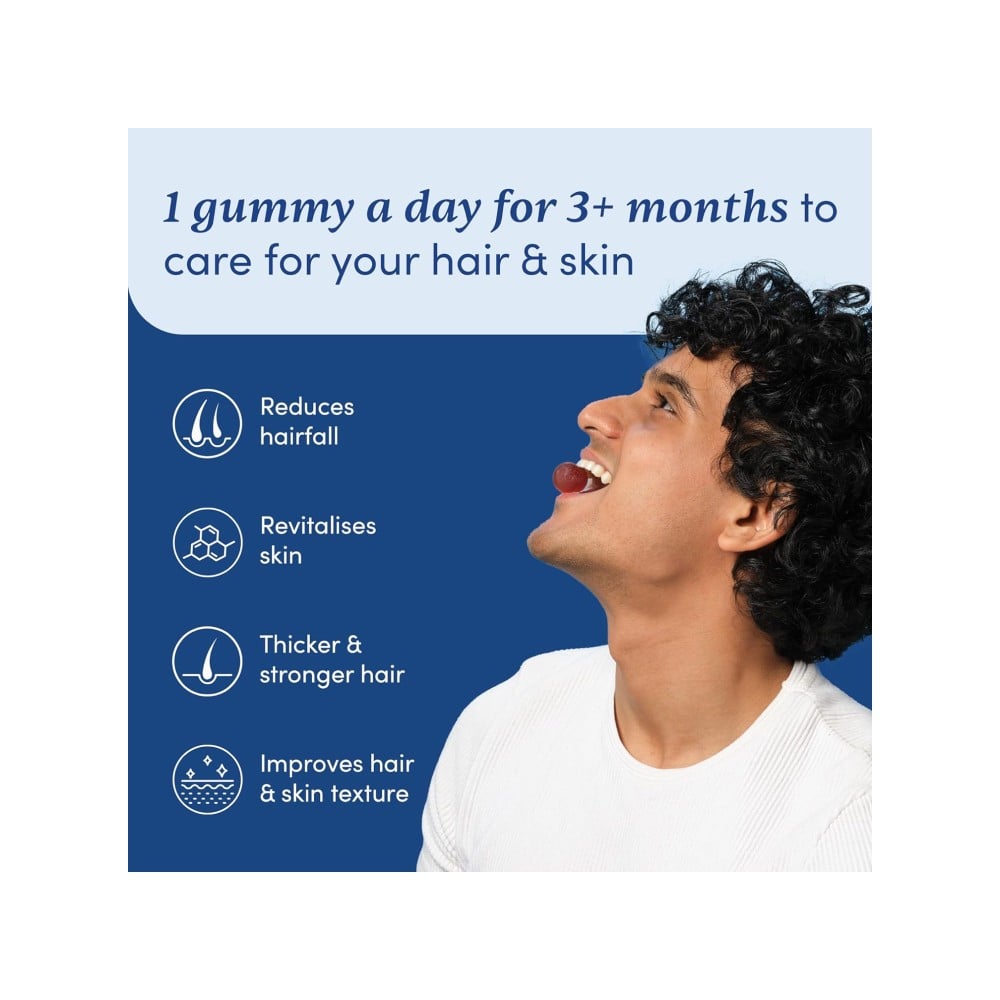 1 gummy a day for 3+ months to
care for your hair & skin
Reduces
hairfall
Revitalises
skin
Thicker &
stronger hair
Improves hair
& skin texture